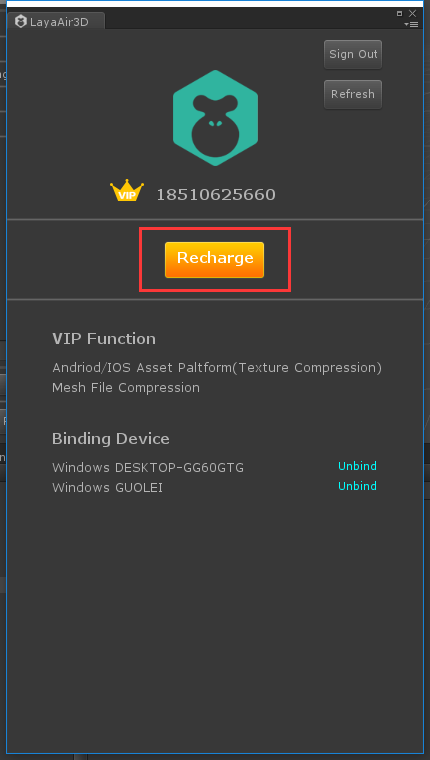 LayaAir3D
Sign Out
Refresh
VIP 18510625660
Recharge
VIP Function
Andriod/IOS Asset Paltform(Texture Compression)
Mesh File Compression
Binding Device
Windows DESKTOP-GG60GTG Unbind
Windows GUOLEI Unbind